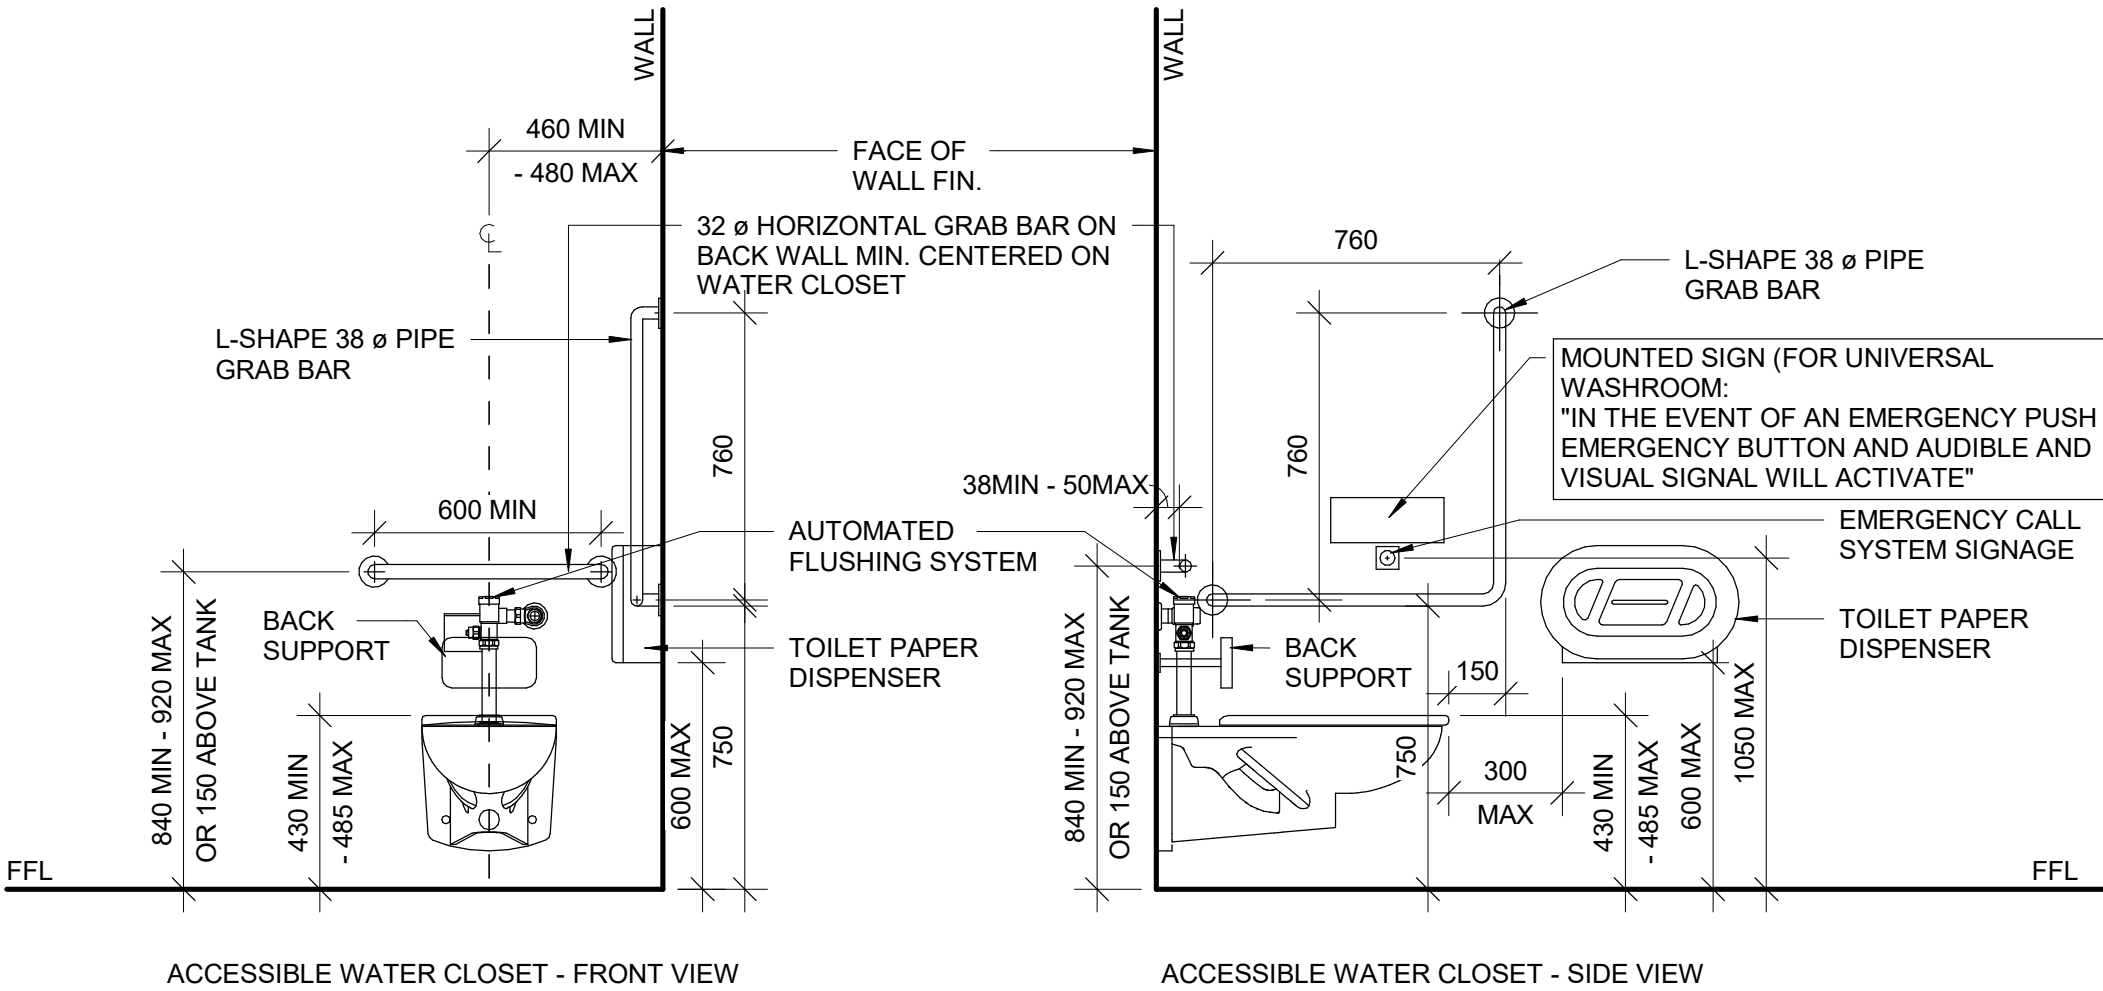 WALL
WALL
460 MIN
- 480 MAX
FACE OF
WALL FIN.
32 ø HORIZONTAL GRAB BAR ON
BACK WALL MIN. CENTERED ON
WATER CLOSET
CL
760
L-SHAPE 38 ø PIPE
GRAB BAR
L-SHAPE 38 ø PIPE
GRAB BAR
MOUNTED SIGN (FOR UNIVERSAL
WASHROOM:
"IN THE EVENT OF AN EMERGENCY PUSH
EMERGENCY BUTTON AND AUDIBLE AND
VISUAL SIGNAL WILL ACTIVATE"
760
760
38MIN - 50MAX
600 MIN
AUTOMATED
FLUSHING SYSTEM
EMERGENCY CALL
SYSTEM SIGNAGE
BACK
SUPPORT
TOILET PAPER
DISPENSER
BACK
SUPPORT
TOILET PAPER
DISPENSER
150
840 MIN - 920 MAX
OR 150 ABOVE TANK
430 MIN
- 485 MAX
600 MAX
750
840 MIN - 920 MAX
OR 150 ABOVE TANK
750
300
MAX
430 MIN
- 485 MAX
600 MAX
1050 MAX
FFL
FFL
ACCESSIBLE WATER CLOSET - FRONT VIEW
ACCESSIBLE WATER CLOSET - SIDE VIEW